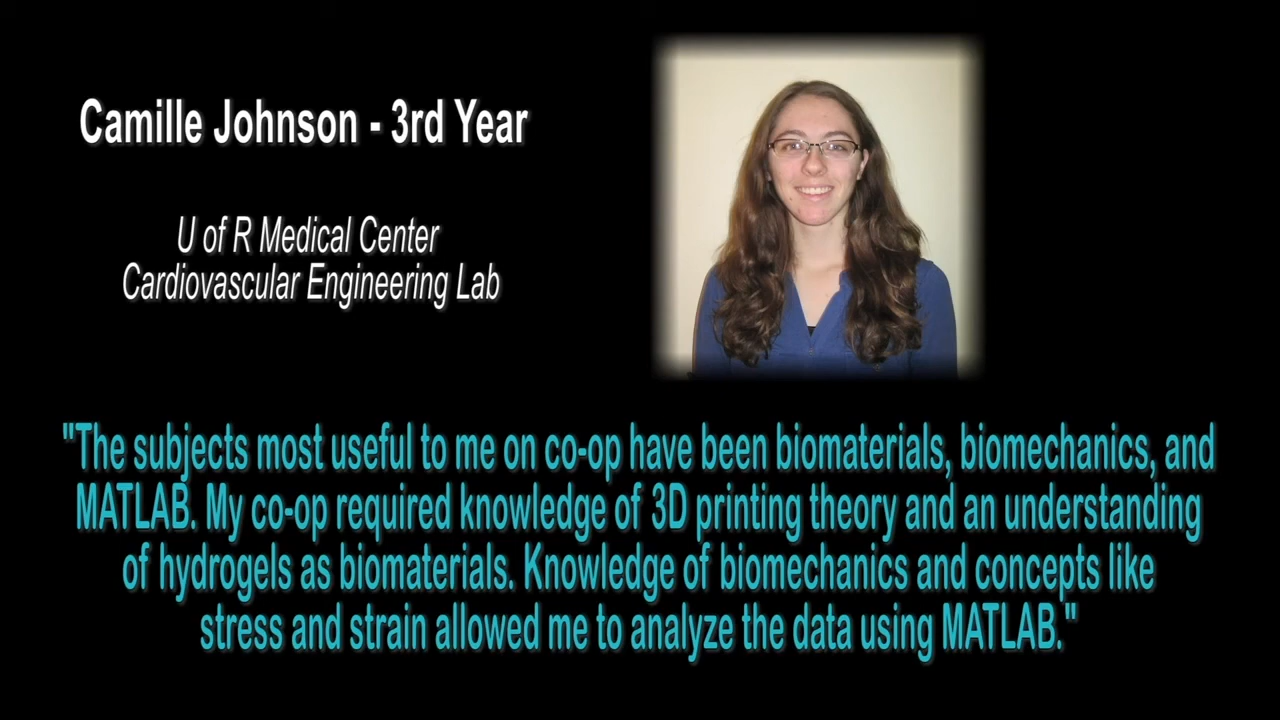 Camille Johnson - 3rd Year
U of R Medical Center
Cardiovascular Engineering Lab
"The subjects most useful to me on co-op have been biomaterials, biomechanics, and
MATLAB. My co-op required knowledge of 3D printing theory and an understanding
of hydrogels as biomaterials. Knowledge of biomechanics and concepts like
stress and strain allowed me to analyze the data using MATLAB."